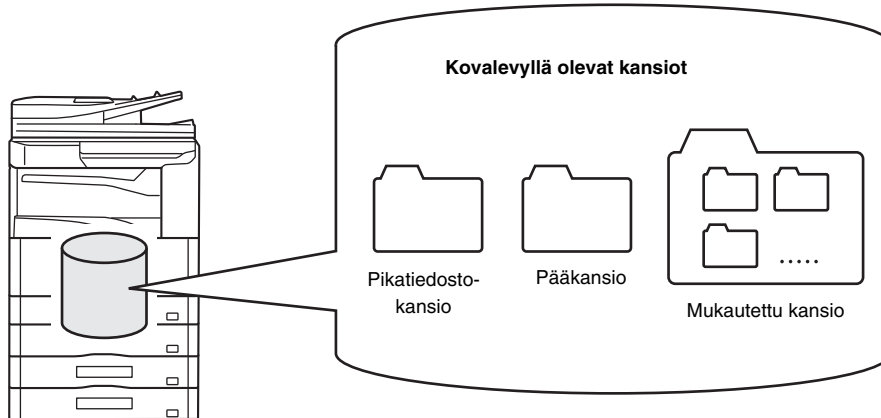 Kovalevyllä olevat kansiot
Pikatiedosto-
kansio
Pääkansio
Mukautettu kansio
.....